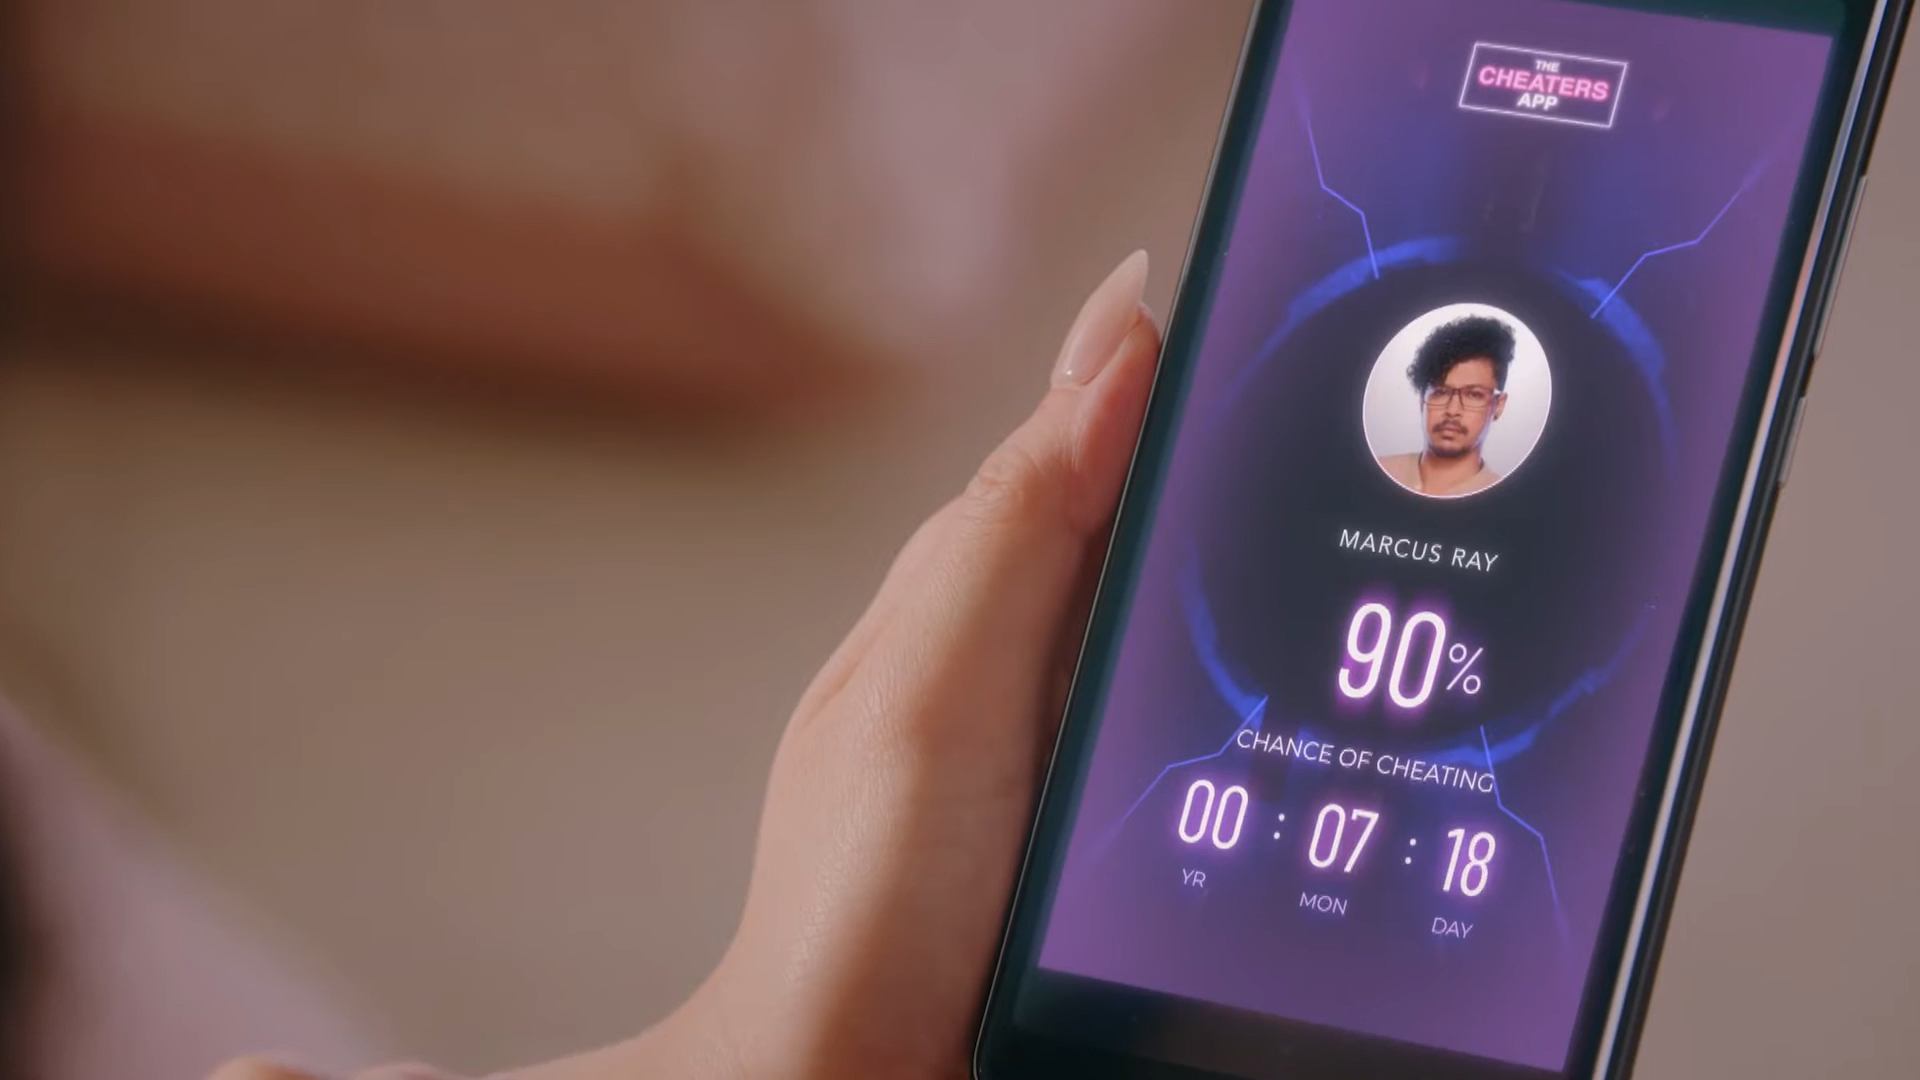 THE
CHEATERS
APP
MARCUS RAY
90%
CHANCE OF CHEATING
00 : 07 : 18
YR MON DAY